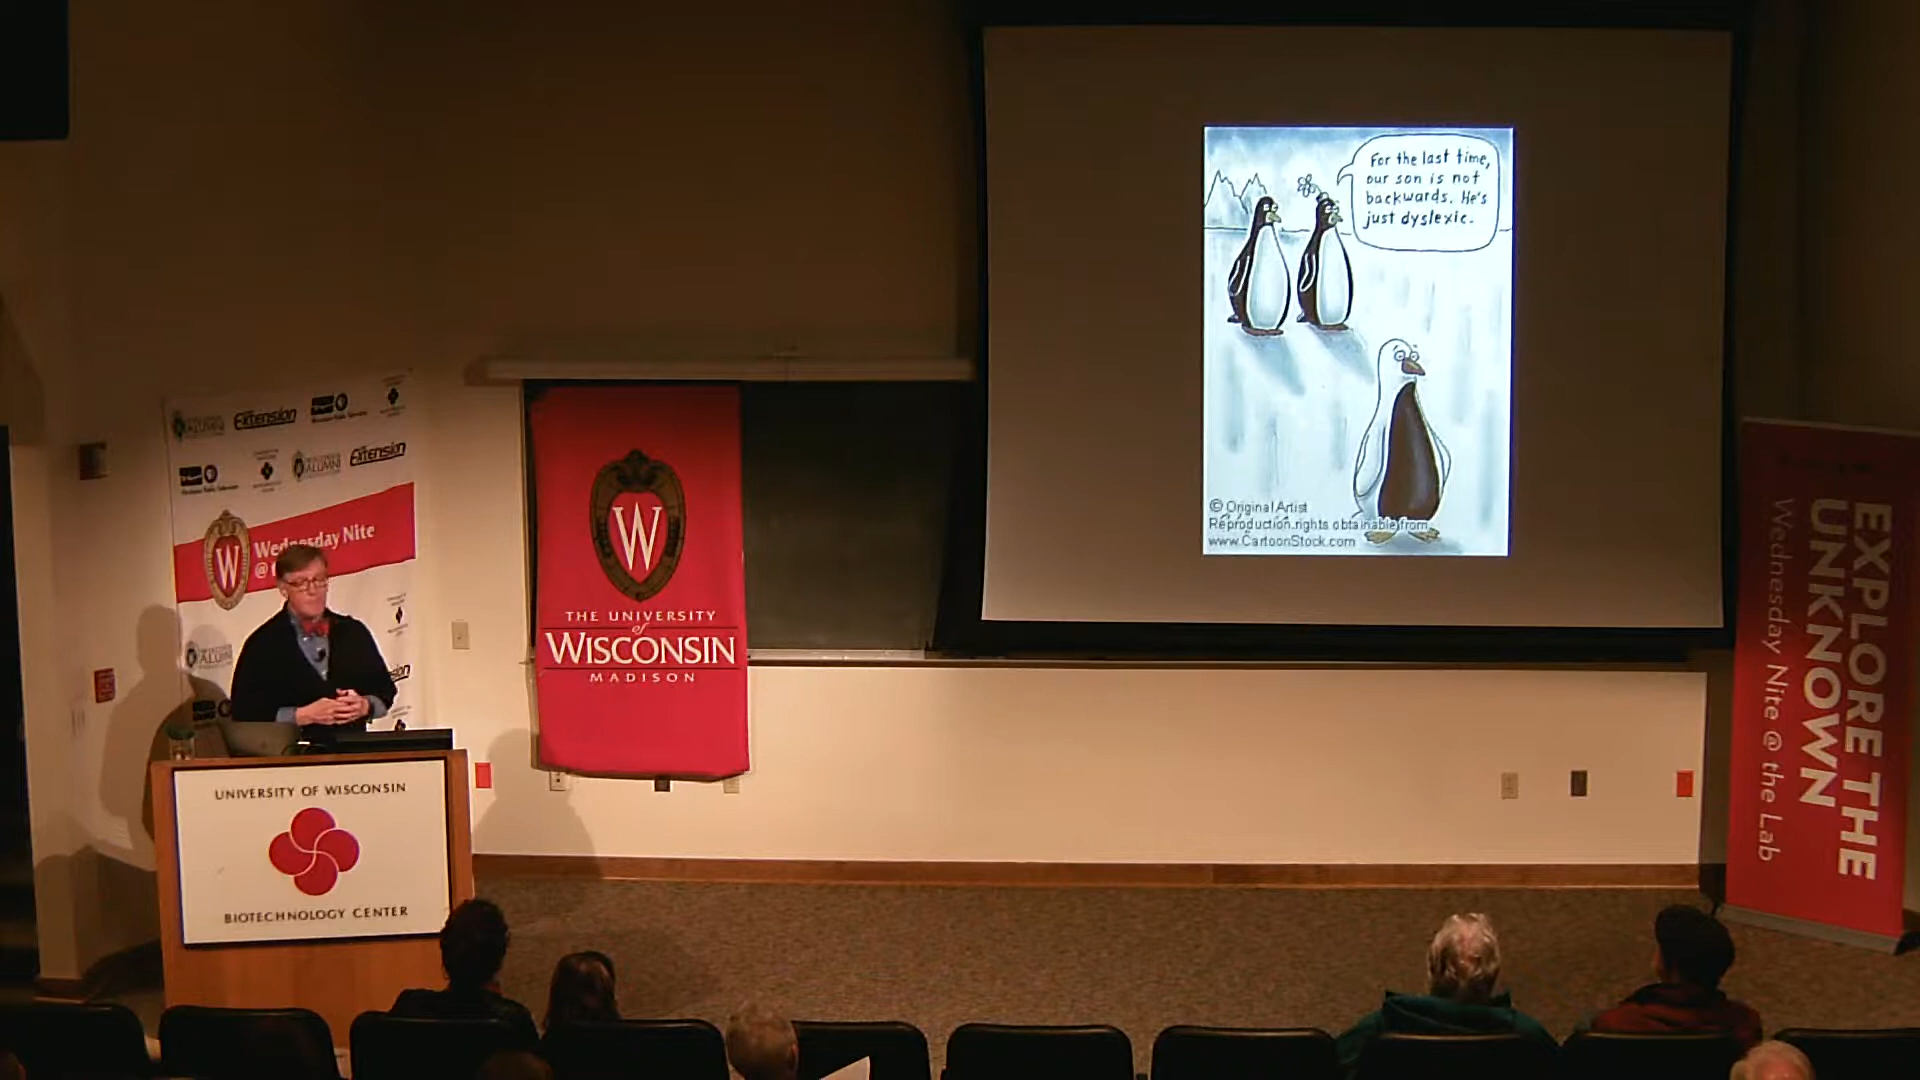 For the last time,
our son is not
backwards. He's
just dyslexic.
© Original Artist
Reproduction rights obtainable from
www.CartoonStock.com
Extension
ALUMNI
ALUMNI
Extension
Wednesday Nite
@
W
W
THE UNIVERSITY
of
WISCONSIN
MADISON
UNIVERSITY OF WISCONSIN
BIOTECHNOLOGY CENTER
EXPLORE THE
UNKNOWN
Wednesday Nite @ the Lab